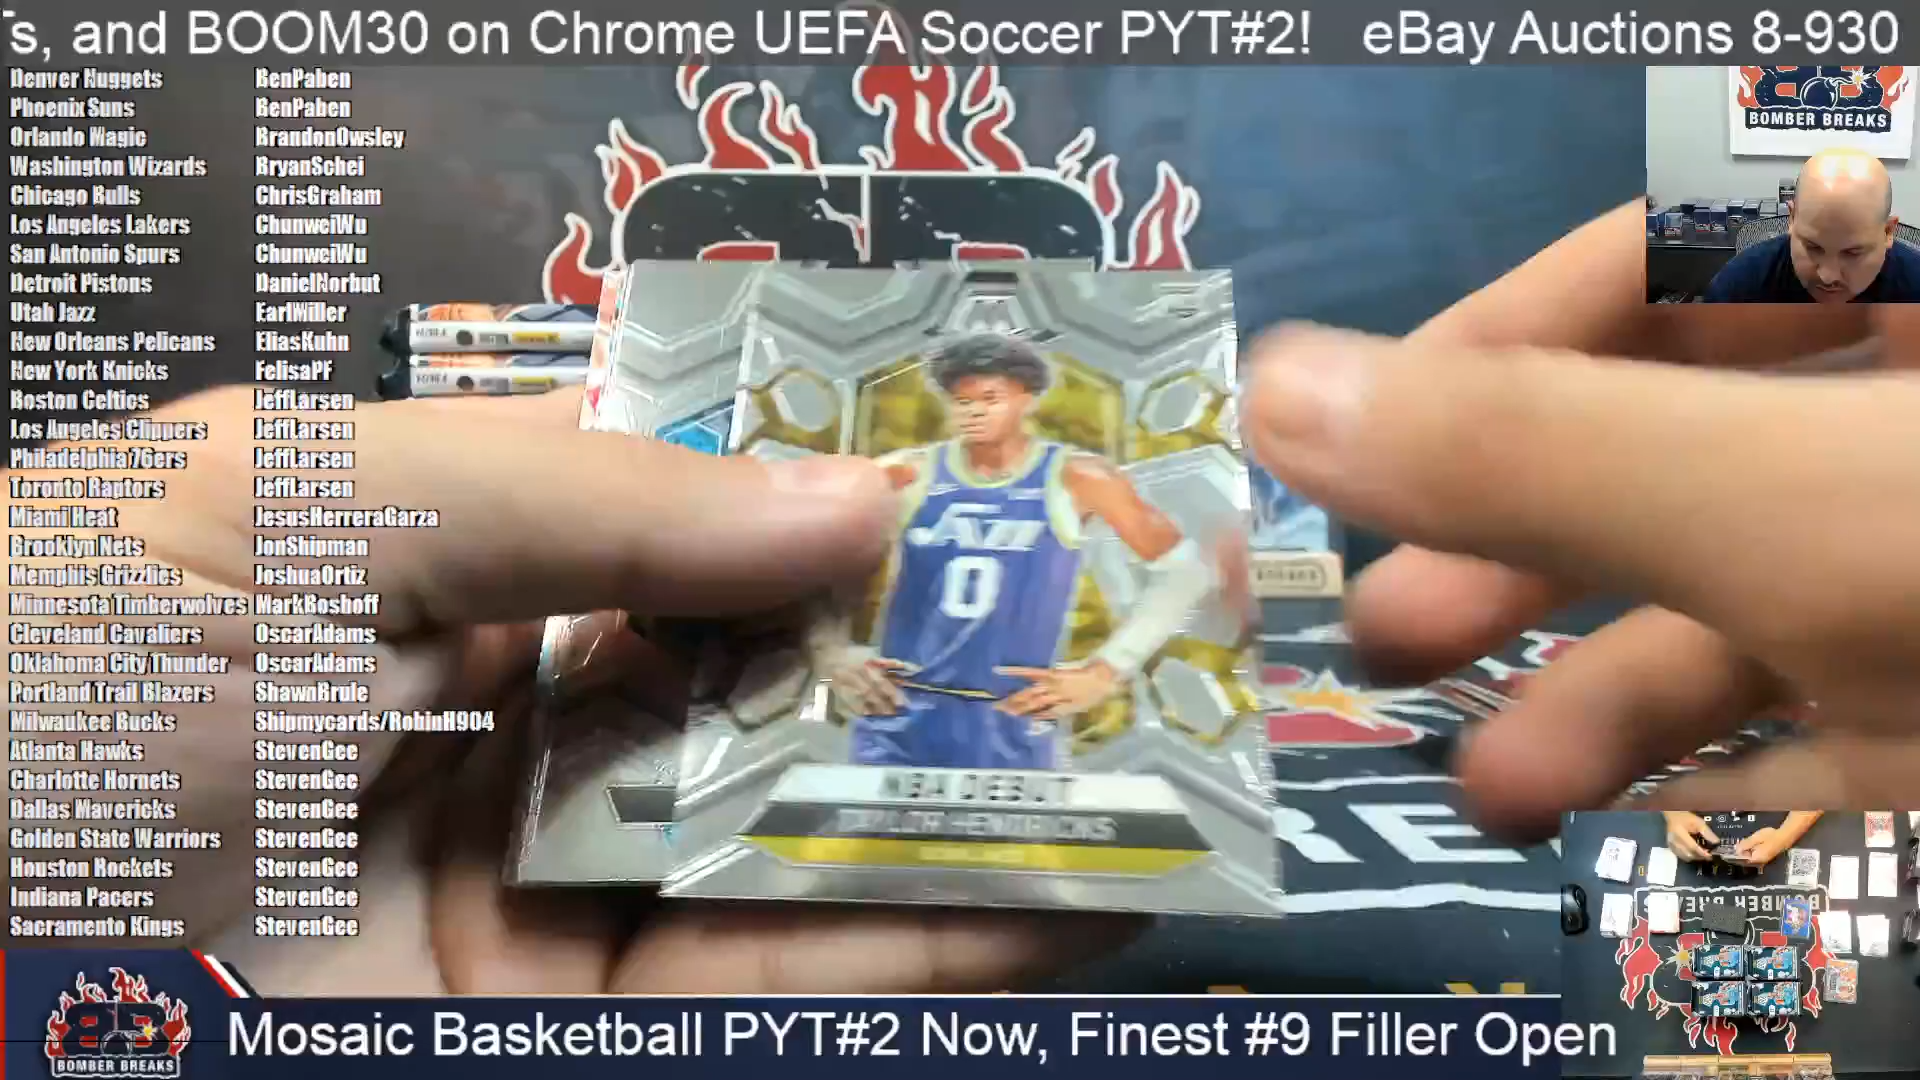 s, and BOOM30 on Chrome UEFA Soccer PYT#2!   eBay Auctions 8-930
Denver Nuggets BenPaben
Phoenix Suns BenPaben
Orlando Magic BrandonOwsley
Washington Wizards BryanSchei
Chicago Bulls ChrisGraham
Los Angeles Lakers ChunweiWu
San Antonio Spurs ChunweiWu
Detroit Pistons DanielNorbut
Utah Jazz EarlWiller
New Orleans Pelicans EliasKuhn
New York Knicks FelisaPF
Boston Celtics JeffLarsen
Los Angeles Clippers JeffLarsen
Philadelphia 76ers JeffLarsen
Toronto Raptors JeffLarsen
Miami Heat JesusHerreraGarza
Brooklyn Nets JonShipman
Memphis Grizzlies JoshuaOrtiz
Minnesota Timberwolves MarkBoshoff
Cleveland Cavaliers OscarAdams
Oklahoma City Thunder OscarAdams
Portland Trail Blazers ShawnBrule
Milwaukee Bucks Shipmycards/RobinH904
Atlanta Hawks StevenGee
Charlotte Hornets StevenGee
Dallas Mavericks StevenGee
Golden State Warriors StevenGee
Houston Rockets StevenGee
Indiana Pacers StevenGee
Sacramento Kings StevenGee
BOMBER BREAKS
JAZZ
0
NBA DEBUT
TAYLOR HENDRICKS
BREAKS
RE
BOMBER BREAKS
BOMBER BREAKS
Mosaic Basketball PYT#2 Now, Finest #9 Filler Open